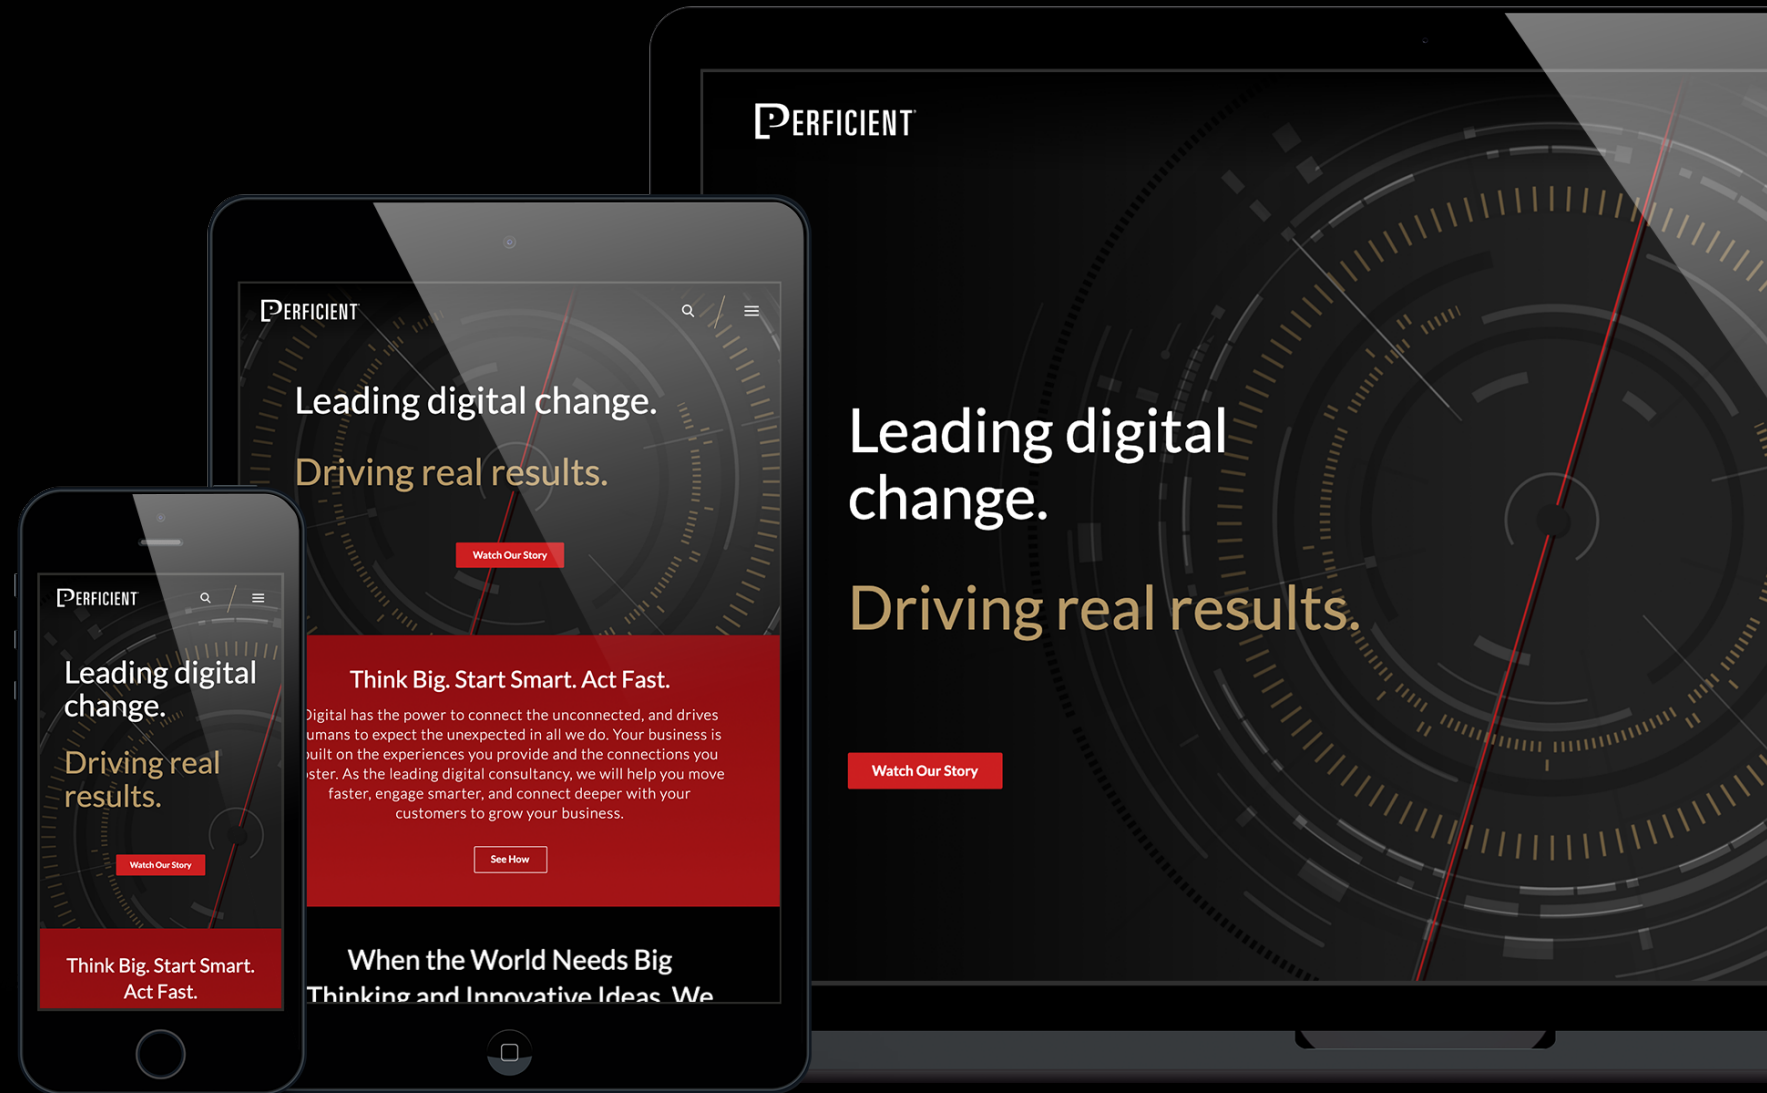 PERFICIENT
Leading digital
change.
Driving real results.
Watch Our Story
PERFICIENT
Leading digital change.
Driving real results.
Watch Our Story
Think Big. Start Smart. Act Fast.
Digital has the power to connect the unconnected, and drives
umans to expect the unexpected in all we do. Your business is
uilt on the experiences you provide and the connections you
ster. As the leading digital consultancy, we will help you move
faster, engage smarter, and connect deeper with your
customers to grow your business.
See How
When the World Needs Big
Thinking and Innovative Ideas, We
PERFICIENT
Leading digital
change.
Driving real
results.
Watch Our Story
Think Big. Start Smart.
Act Fast.